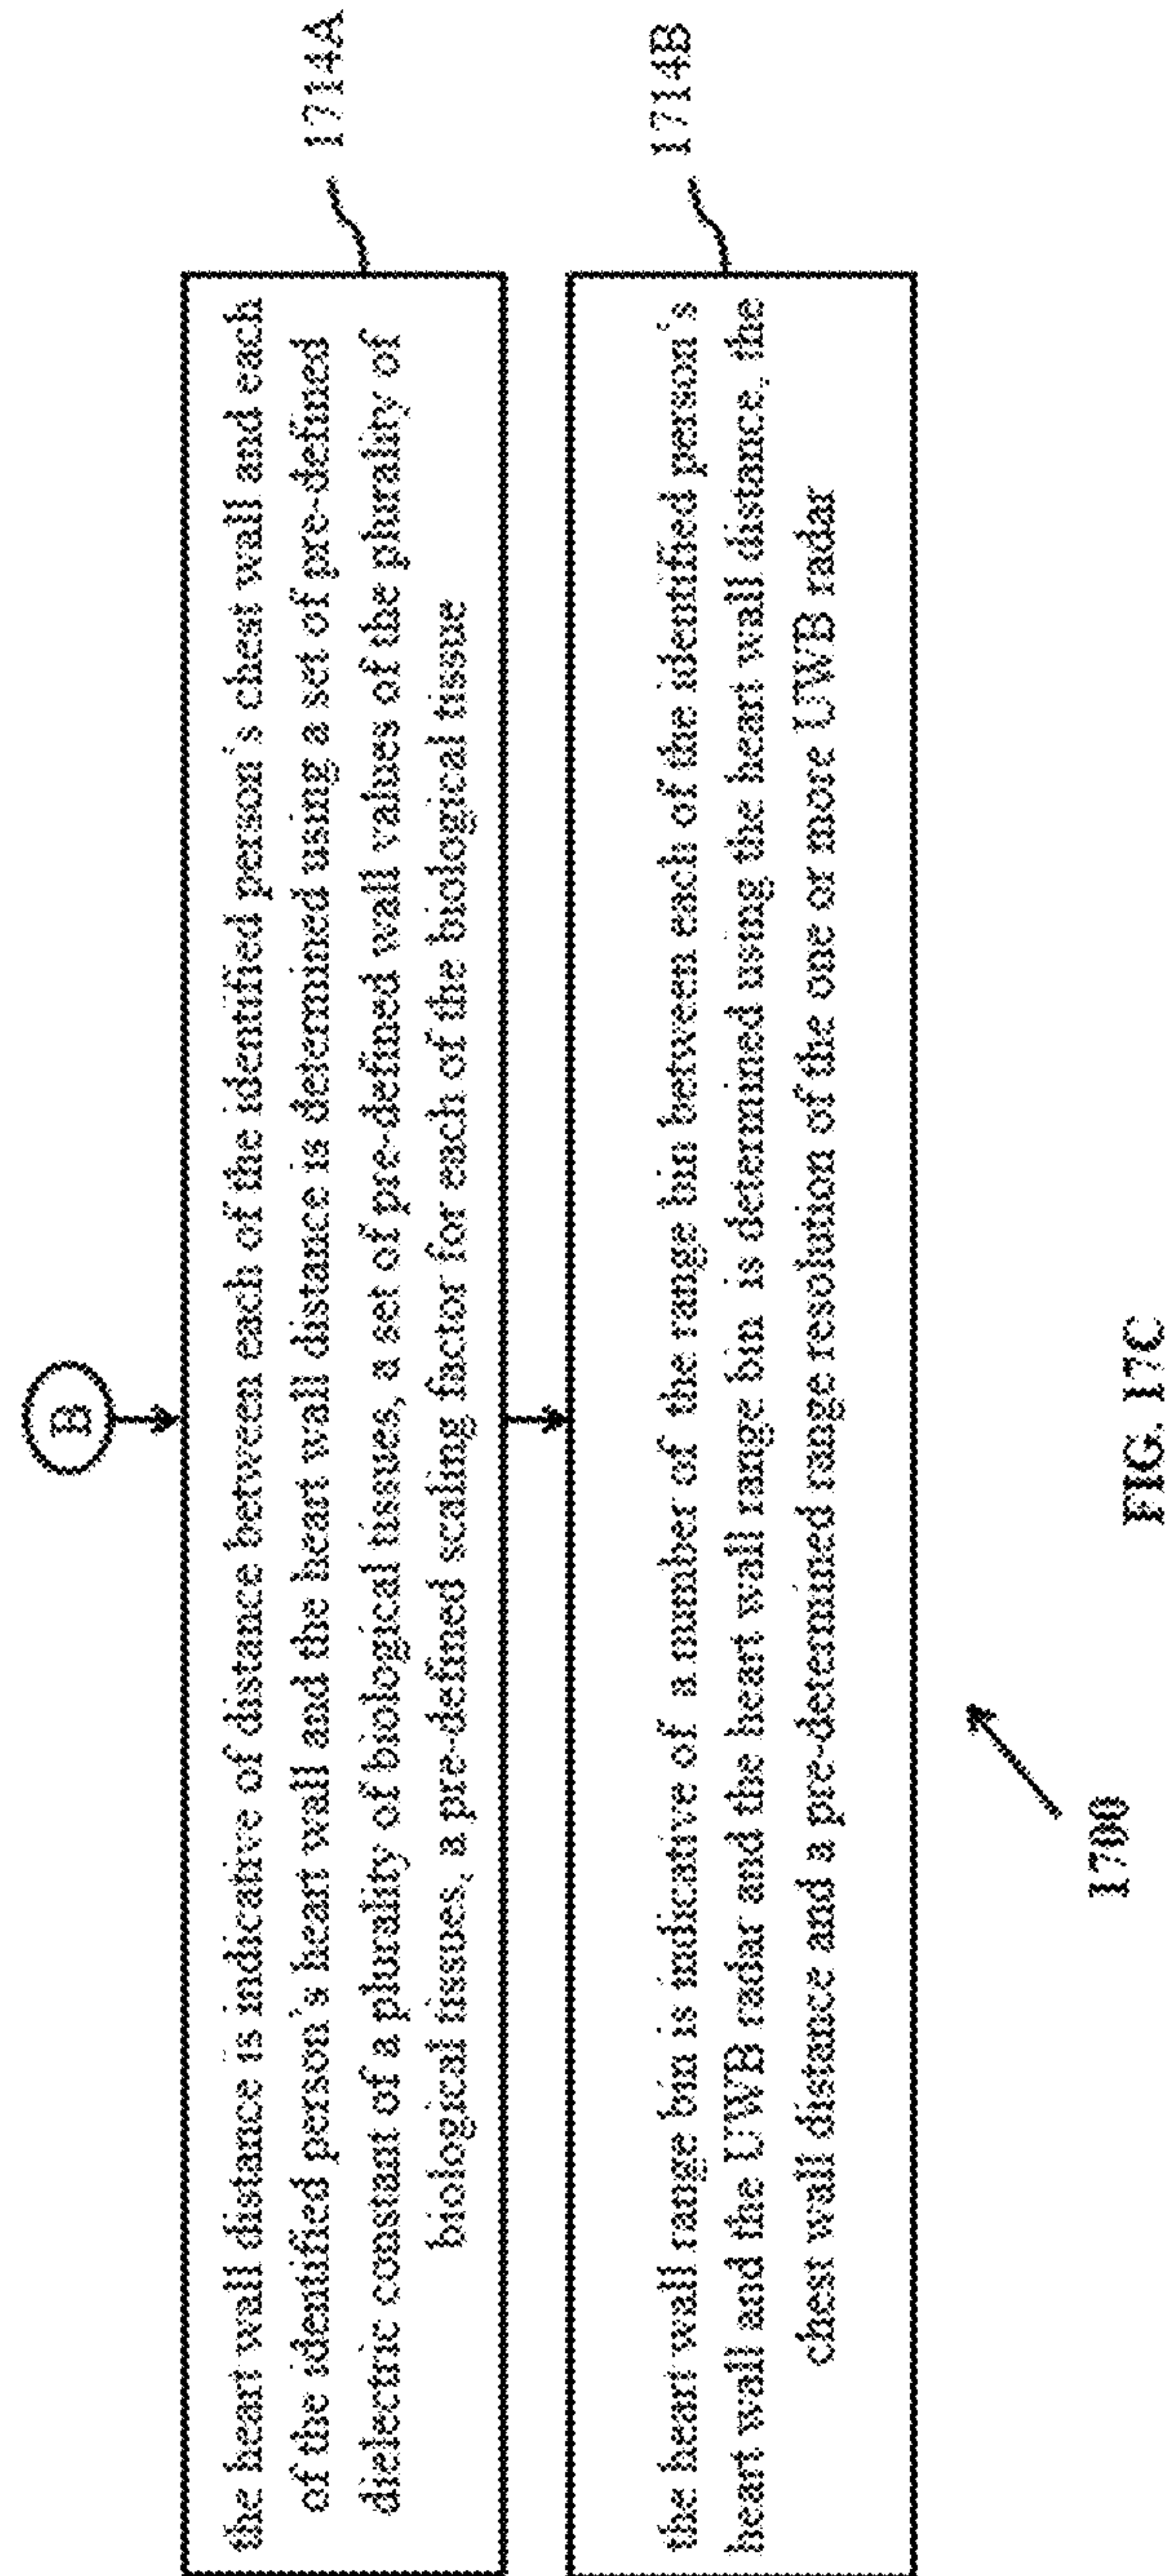 B
the heart wall distance is indicative of distance between each of the identified person's chest wall and each
of the identified person's heart wall and the heart wall distance is determined using a set of pre-defined
dielectric constant of a plurality of biological tissues, a set of pre-defined wall values of the plurality of
biological tissues, a pre-defined scaling factor for each of the biological tissue
1714A
the heart wall range bin is indicative of a number of the range bin between each of the identified person's
heart wall and the UWB radar and the heart wall range bin is determined using the heart wall distance, the
chest wall distance and a pre-determined range resolution of the one or more UWB radar
1714B
1700
FIG. 17C